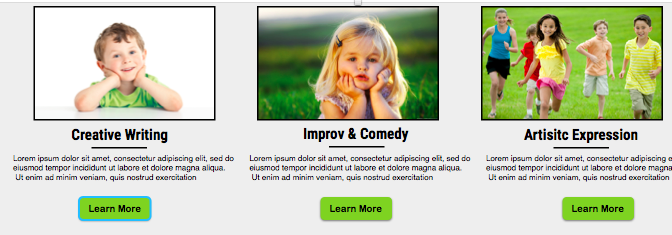 Creative Writing
Lorem ipsum dolor sit amet, consectetur adipiscing elit, sed do
eiusmod tempor incididunt ut labore et dolore magna aliqua.
Ut enim ad minim veniam, quis nostrud exercitation
Learn More
Improv & Comedy
Lorem ipsum dolor sit amet, consectetur adipiscing elit, sed do
eiusmod tempor incididunt ut labore et dolore magna aliqua.
Ut enim ad minim veniam, quis nostrud exercitation
Learn More
Artisitc Expression
Lorem ipsum dolor sit amet, consectetur adipiscing e
eiusmod tempor incididunt ut labore et dolore magna
Ut enim ad minim veniam, quis nostrud exercitation
Learn More